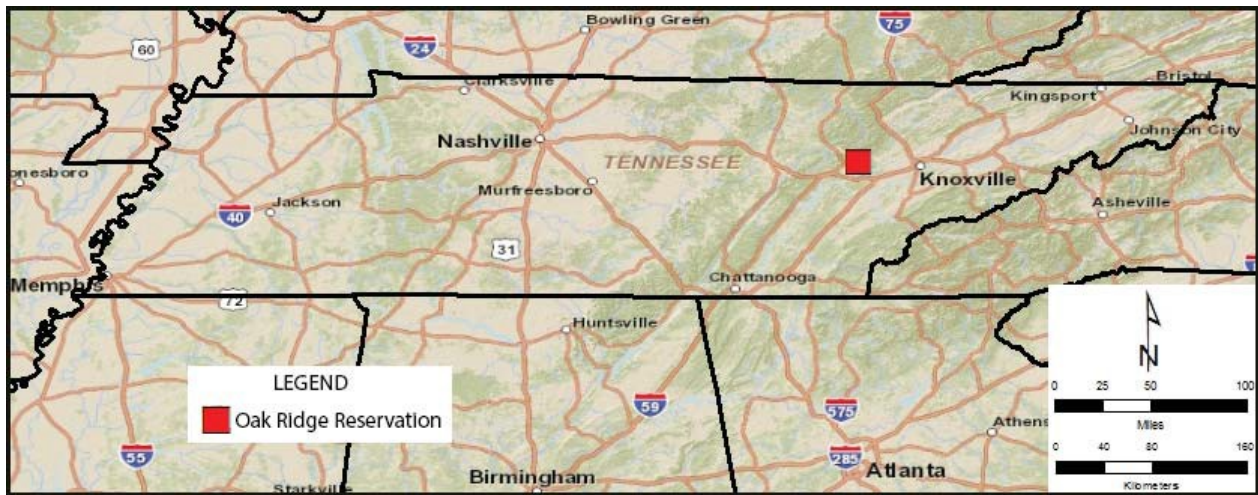 Bowling Green
75
60
24
Clarksville
Bristol
Kingsport
Nashville
Johnson City
TENNESSEE
onesboro
Murfreesboro
Knoxville
40
Jackson
Asheville
31
Memphis
Chattanooga
72
Huntsville
LEGEND
Oak Ridge Reservation
N
0 25 50 100
Miles
0 40 80 160
Kilometers
59
575
Athens
55
285
Birmingham
Atlanta
Starkville